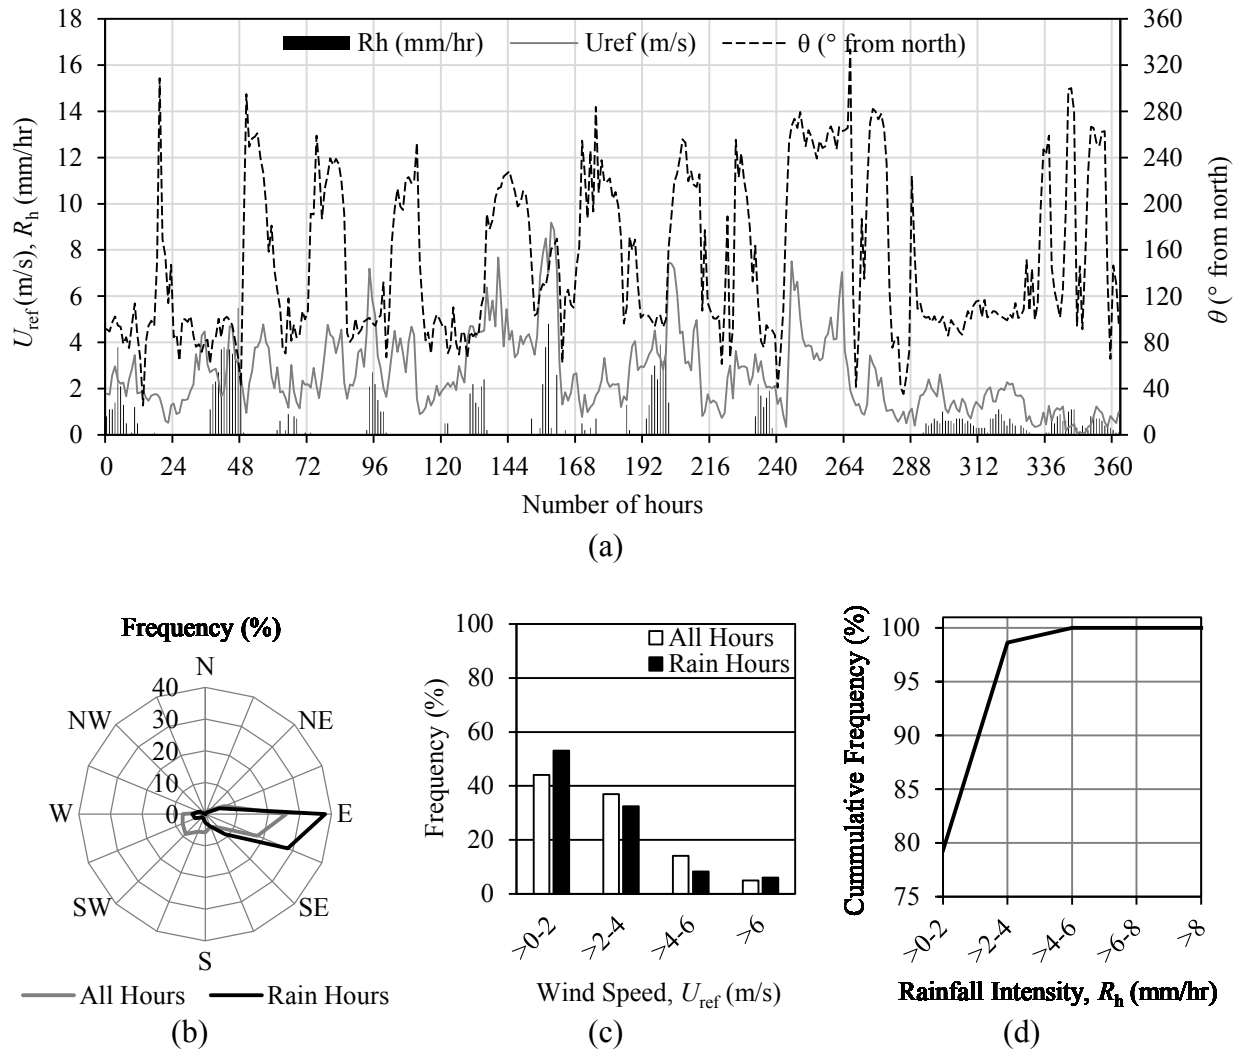 Rh (mm/hr) Uref (m/s) θ (° from north)
18 16 14 12 10 8 6 4 2 0
360 320 280 240 200 160 120 80 40 0
Uref (m/s), Rh (mm/hr)
θ (° from north)
0 24 48 72 96 120 144 168 192 216 240 264 288 312 336 360
Number of hours
(a)
Frequency (%)
N
NE
E
SE
S
SW
W
NW
40
30
20
10
0
All Hours Rain Hours
(b)
100
80
60
40
20
0
Frequency (%)
All Hours
Rain Hours
>0-2 >2-4 >4-6 >6
Wind Speed, Uref (m/s)
(c)
100
95
90
85
80
75
Cummulative Frequency (%)
>0-2 >2-4 >4-6 >6-8 >8
Rainfall Intensity, Rh (mm/hr)
(d)